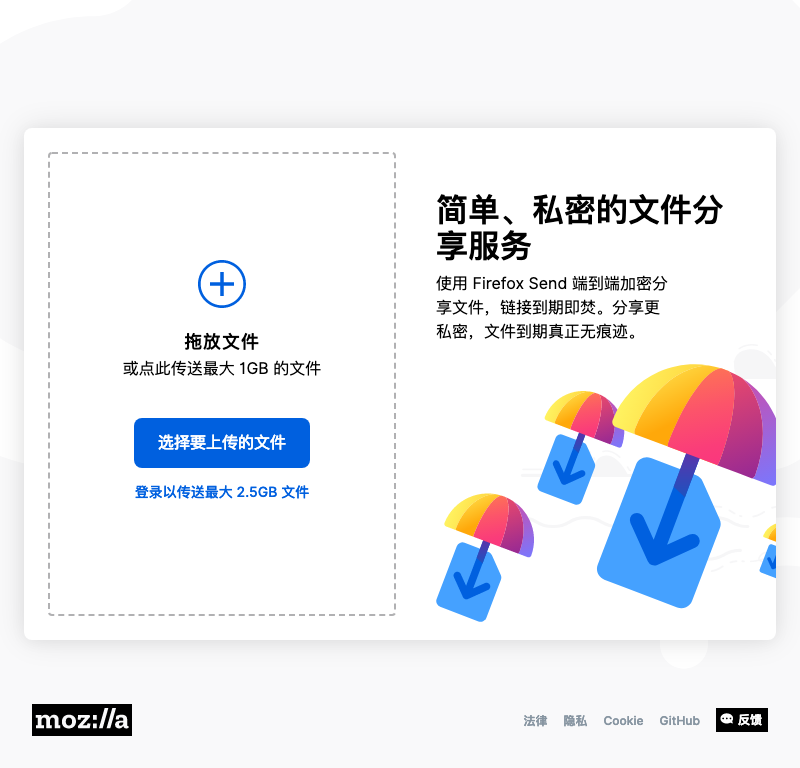 拖放文件
或点此传送最大 1GB 的文件
选择要上传的文件
登录以传送最大 2.5GB 文件
简单、私密的文件分
享服务
使用 Firefox Send 端到端加密分
享文件，链接到期即焚。分享更
私密，文件到期真正无痕迹。
moz://a
法律 隐私 Cookie GitHub 反馈